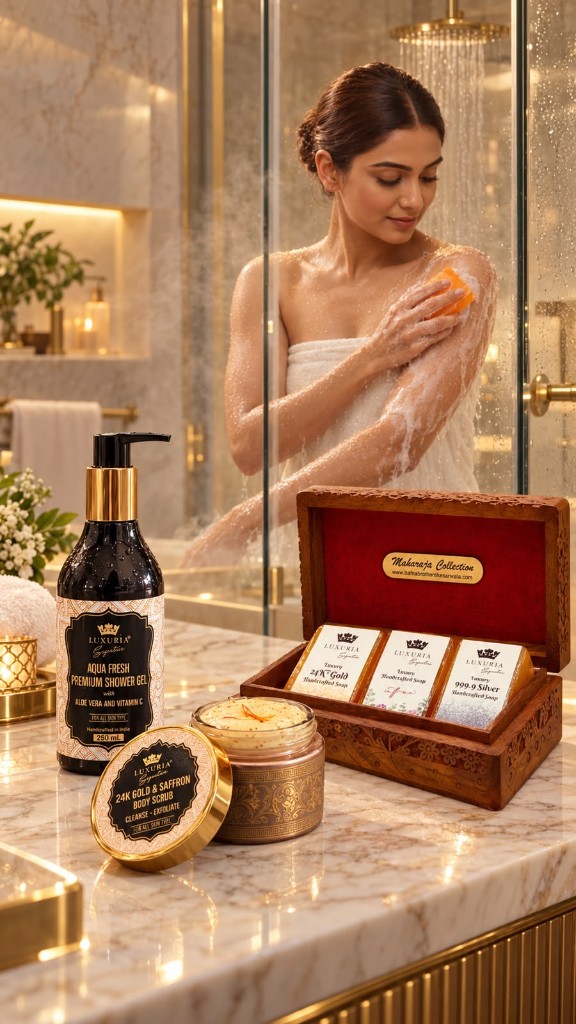 LUXURIA®
Signature
AQUA FRESH
PREMIUM SHOWER GEL
with
ALOE VERA AND VITAMIN C
FOR ALL SKIN TYPE
Handcrafted in India
250 mL
LUXURIA®
Signature
24K GOLD & SAFFRON
BODY SCRUB
CLEANSE - EXFOLIATE
FOR ALL SKIN TYPE
Maharaja Collection
LUXURIA
Signature
Luxury
24K Gold
Handcrafted Soap
LUXURIA
Signature
Luxury
Handcrafted Soap
LUXURIA
Signature
Luxury
999.9 Silver
Handcrafted Soap